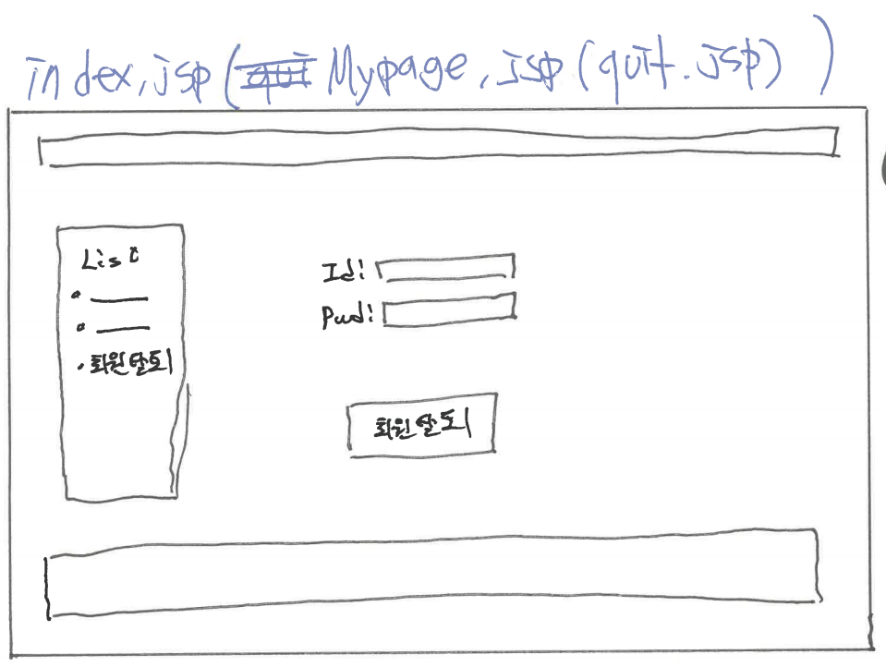 index.jsp (Mypage.jsp (quit.jsp) )
List
Id:
Pwd:
회원탈퇴
회원탈퇴